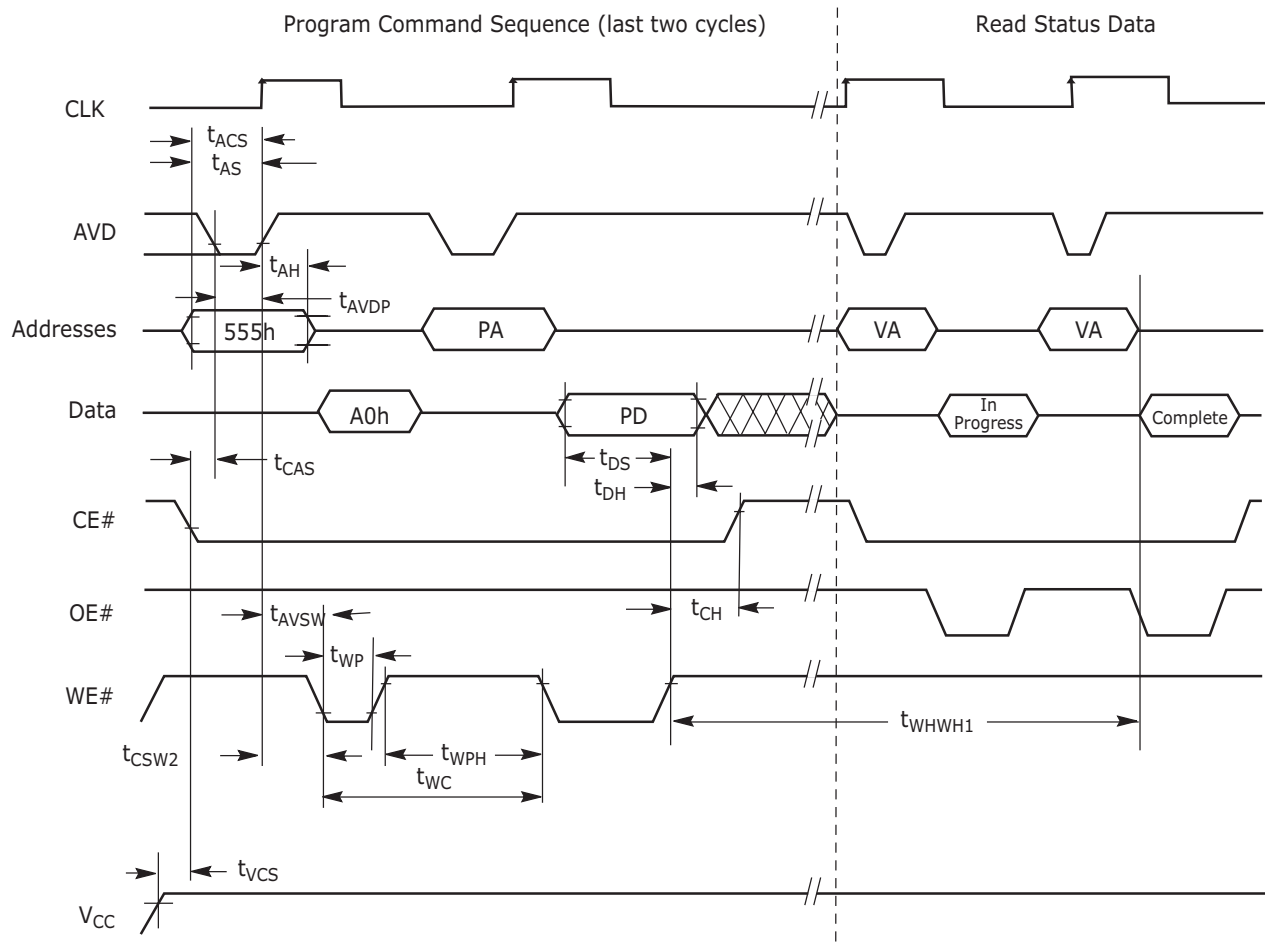 Program Command Sequence (last two cycles)
Read Status Data
CLK
tACS
tAS
AVD
tAH
tAVDP
Addresses
555h
PA
VA
VA
Data
A0h
PD
In
Progress
Complete
tCAS
tDS
tDH
CE#
OE#
tAVSW
tCH
tWP
WE#
tWHWH1
tCSW2
tWPH
tWC
tVCS
VCC